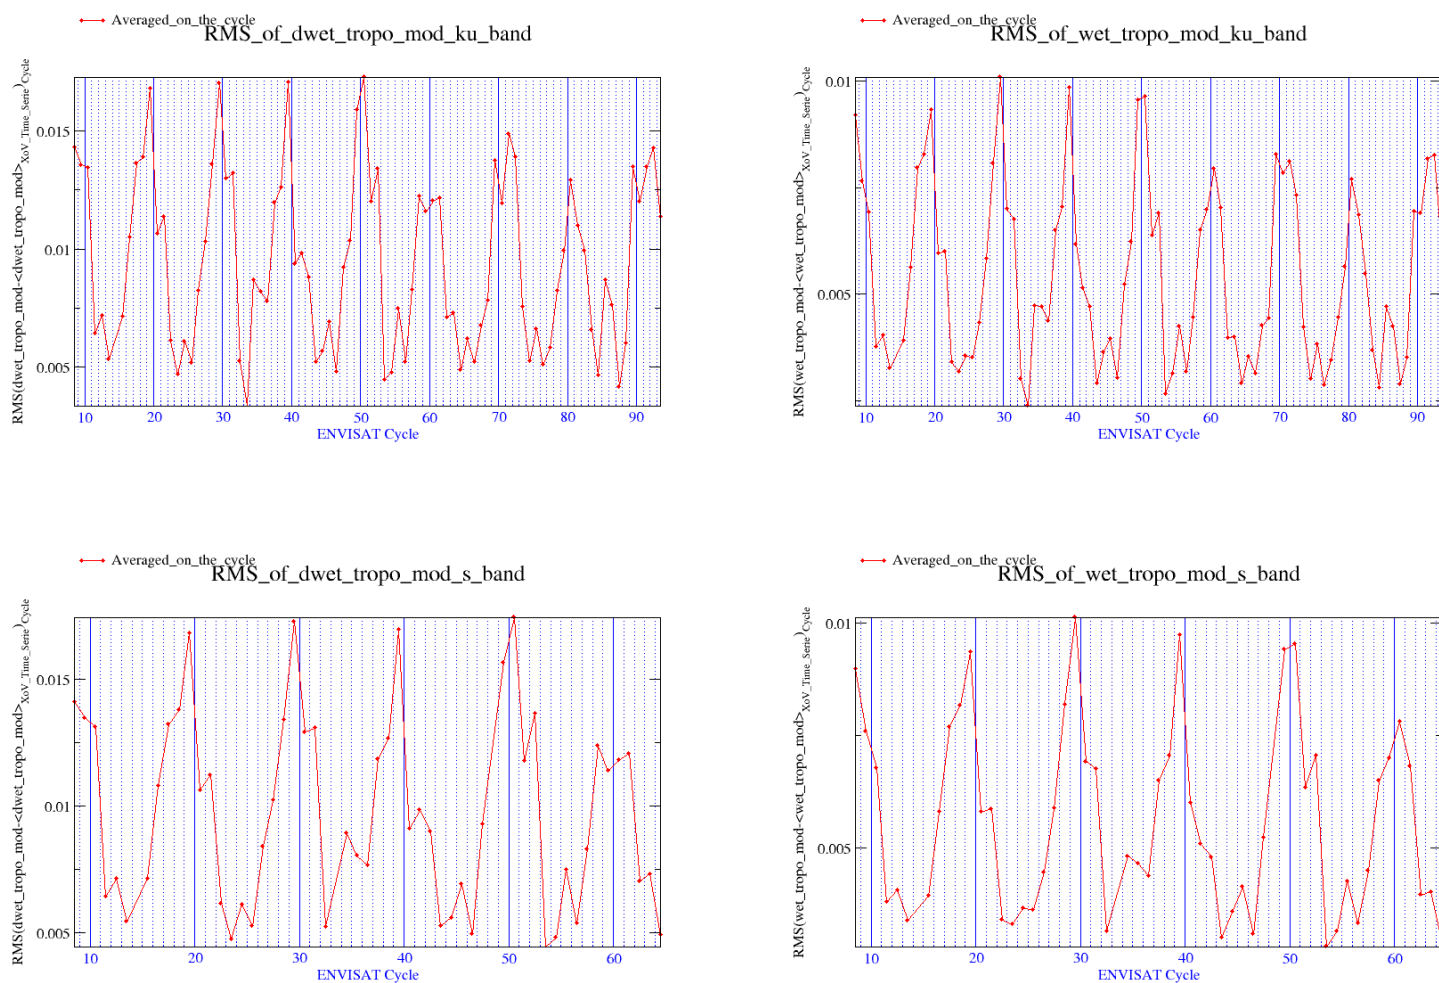 Averaged_on_the_cycle
RMS_of_dwet_tropo_mod_ku_band
RMS(dwet_tropo_mod-<dwet_tropo_mod>XoV_Time_Serie)Cycle
0.015
0.01
0.005
10 20 30 40 50 60 70 80 90
ENVISAT Cycle
Averaged_on_the_cycle
RMS_of_wet_tropo_mod_ku_band
RMS(wet_tropo_mod-<wet_tropo_mod>XoV_Time_Serie)Cycle
0.01
0.005
10 20 30 40 50 60 70 80 90
ENVISAT Cycle
Averaged_on_the_cycle
RMS_of_dwet_tropo_mod_s_band
RMS(dwet_tropo_mod-<dwet_tropo_mod>XoV_Time_Serie)Cycle
0.015
0.01
0.005
10 20 30 40 50 60
ENVISAT Cycle
Averaged_on_the_cycle
RMS_of_wet_tropo_mod_s_band
RMS(wet_tropo_mod-<wet_tropo_mod>XoV_Time_Serie)Cycle
0.01
0.005
10 20 30 40 50 60
ENVISAT Cycle